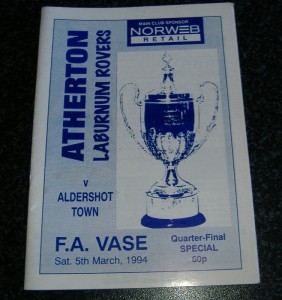 MAIN CLUB SPONSOR
NORWEB
RETAIL
ATHERTON
LABURNUM ROVERS
V
ALDERSHOT
TOWN
F.A. VASE
Sat. 5th March, 1994
Quarter-Final
SPECIAL
50p